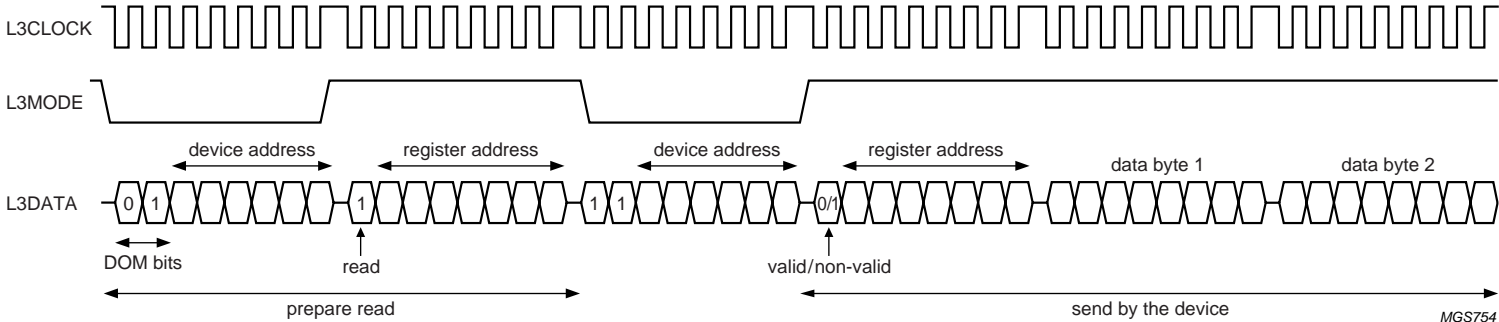 L3CLOCK
L3MODE
device address register address device address register address data byte 1 data byte 2
L3DATA 0 1 1 1 1 0/1
DOM bits read valid/non-valid
prepare read send by the device
MGS754